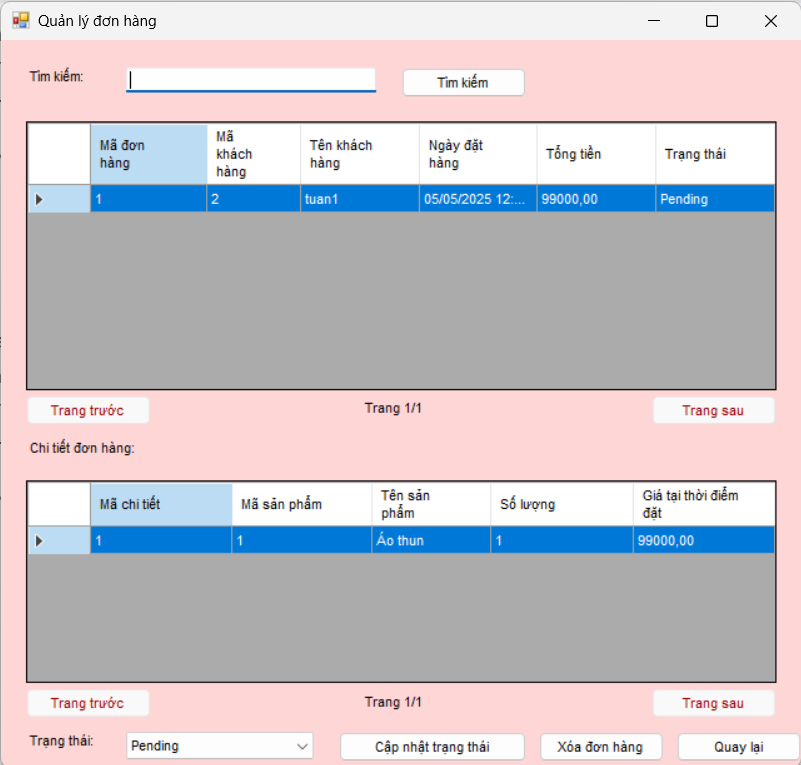 Quản lý đơn hàng
Tìm kiếm:
Tìm kiếm
Mã đơn
hàng
Mã
khách
hàng
Tên khách
hàng
Ngày đặt
hàng
Tổng tiền
Trạng thái
1
2
tuan1
05/05/2025 12:...
99000,00
Pending
Trang trước
Trang 1/1
Trang sau
Chi tiết đơn hàng:
Mã chi tiết
Mã sản phẩm
Tên sản
phẩm
Số lượng
Giá tại thời điểm
đặt
1
1
Áo thun
1
99000,00
Trang trước
Trang 1/1
Trang sau
Trạng thái:
Pending
Cập nhật trạng thái
Xóa đơn hàng
Quay lại